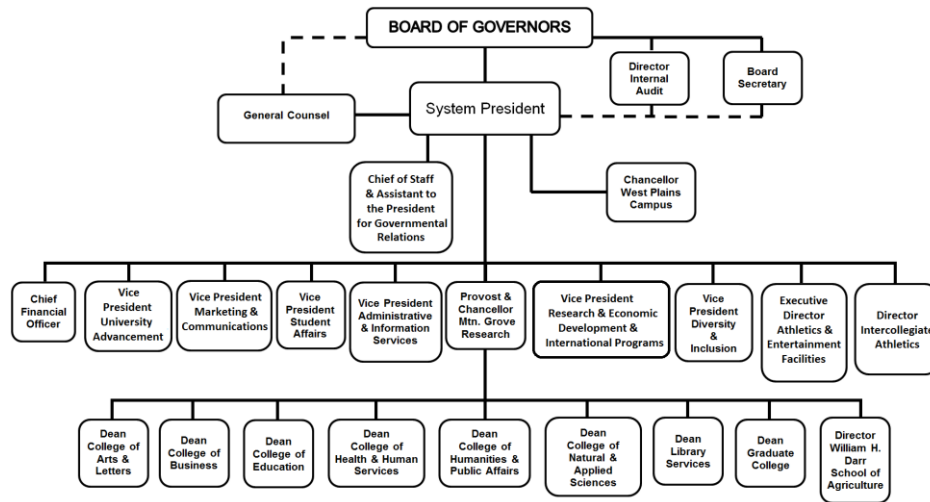 BOARD OF GOVERNORS
Director
Internal
Audit
Board
Secretary
General Counsel
System President
Chief of Staff
& Assistant to
the President
for Governmental
Relations
Chancellor
West Plains
Campus
Chief
Financial
Officer
Vice
President
University
Advancement
Vice President
Marketing &
Communications
Vice
President
Student
Affairs
Vice President
Administrative
& Information
Services
Provost &
Chancellor
Mtn. Grove
Research
Vice President
Research & Economic
Development &
International Programs
Vice
President
Diversity
&
Inclusion
Executive
Director
Athletics &
Entertainment
Facilities
Director
Intercollegiate
Athletics
Dean
College of
Arts &
Letters
Dean
College of
Business
Dean
College of
Education
Dean
College of
Health & Human
Services
Dean
College of
Humanities &
Public Affairs
Dean
College of
Natural &
Applied
Sciences
Dean
Library
Services
Dean
Graduate
College
Director
William H.
Darr
School of
Agriculture